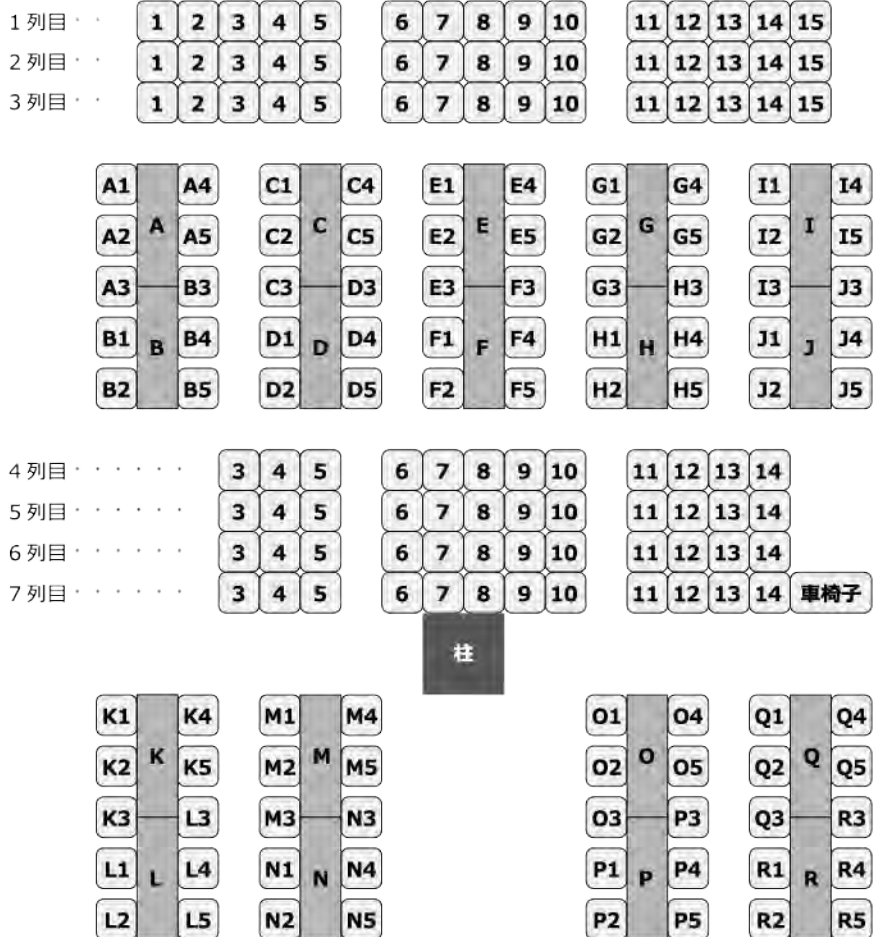 1列目・・ 1 2 3 4 5 6 7 8 9 10 11 12 13 14 15
2列目・・ 1 2 3 4 5 6 7 8 9 10 11 12 13 14 15
3列目・・ 1 2 3 4 5 6 7 8 9 10 11 12 13 14 15
A1 A4 C1 C4 E1 E4 G1 G4 I1 I4
A C E G I
A2 A5 C2 C5 E2 E5 G2 G5 I2 I5
A3 B3 C3 D3 E3 F3 G3 H3 I3 J3
B1 B4 D1 D4 F1 F4 H1 H4 J1 J4
B D F H J
B2 B5 D2 D5 F2 F5 H2 H5 J2 J5
4列目・・・・・・ 3 4 5 6 7 8 9 10 11 12 13 14
5列目・・・・・・ 3 4 5 6 7 8 9 10 11 12 13 14
6列目・・・・・・ 3 4 5 6 7 8 9 10 11 12 13 14
7列目・・・・・・ 3 4 5 6 7 8 9 10 11 12 13 14 車椅子
柱
K1 K4 M1 M4 O1 O4 Q1 Q4
K M O Q
K2 K5 M2 M5 O2 O5 Q2 Q5
K3 L3 M3 N3 O3 P3 Q3 R3
L1 L4 N1 N4 P1 P4 R1 R4
L N P R
L2 L5 N2 N5 P2 P5 R2 R5